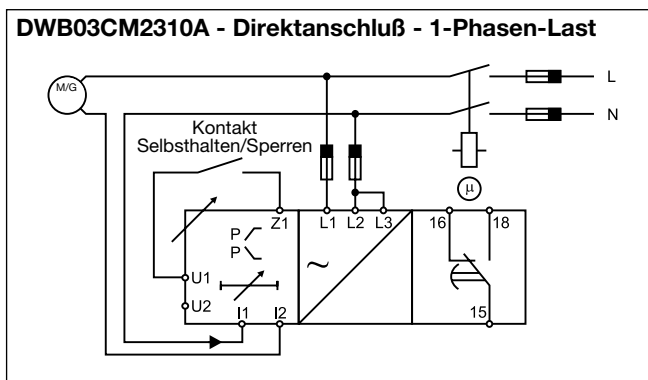 DWB03CM2310A - Direktanschluß - 1-Phasen-Last
M/G
L
N
Kontakt
Selbsthalten/Sperren
μ
Z1 L1 L2 L3 16 18
P
P
~
U1
U2
I1 I2 15